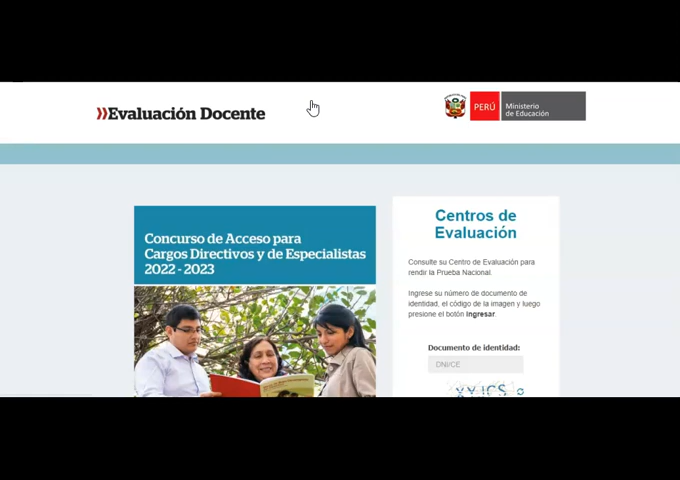 »Evaluación Docente
PERÚ
Ministerio
de Educación
Concurso de Acceso para
Cargos Directivos y de Especialistas
2022 - 2023
Centros de
Evaluación
Consulte su Centro de Evaluación para
rendir la Prueba Nacional.
Ingrese su número de documento de
identidad, el código de la imagen y luego
presione el botón Ingresar.
Documento de identidad:
DNI/CE